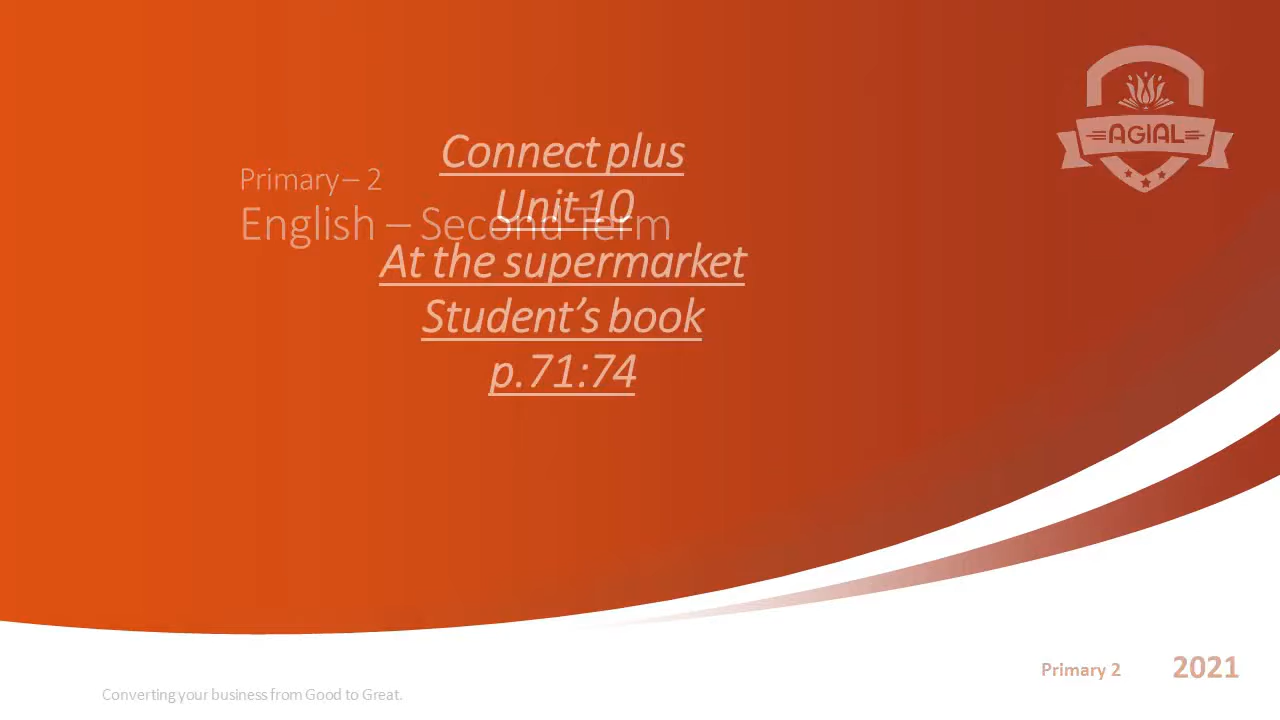 AGIAL
Connect plus
Primary – 2
Unit 10
English – Second Term
At the supermarket
Student’s book
p.71:74
Primary 2
2021
Converting your business from Good to Great.